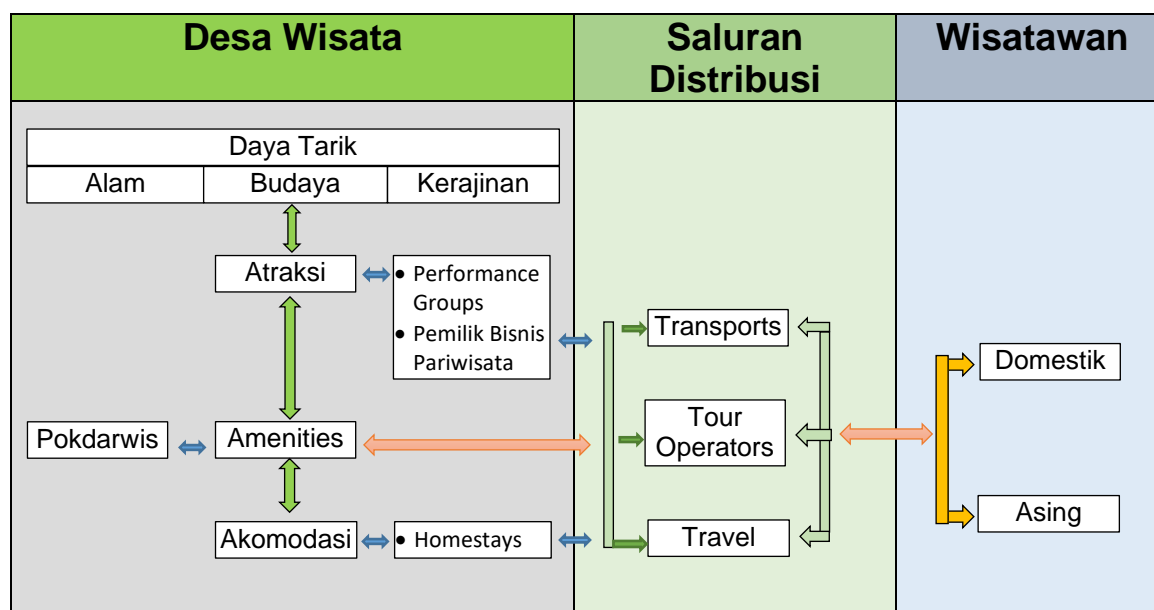 Desa Wisata
Saluran
Distribusi
Wisatawan
Daya Tarik
Alam
Budaya
Kerajinan
Atraksi
• Performance
Groups
• Pemilik Bisnis
Pariwisata
Pokdarwis
Amenities
Akomodasi
• Homestays
Transports
Tour
Operators
Travel
Domestik
Asing